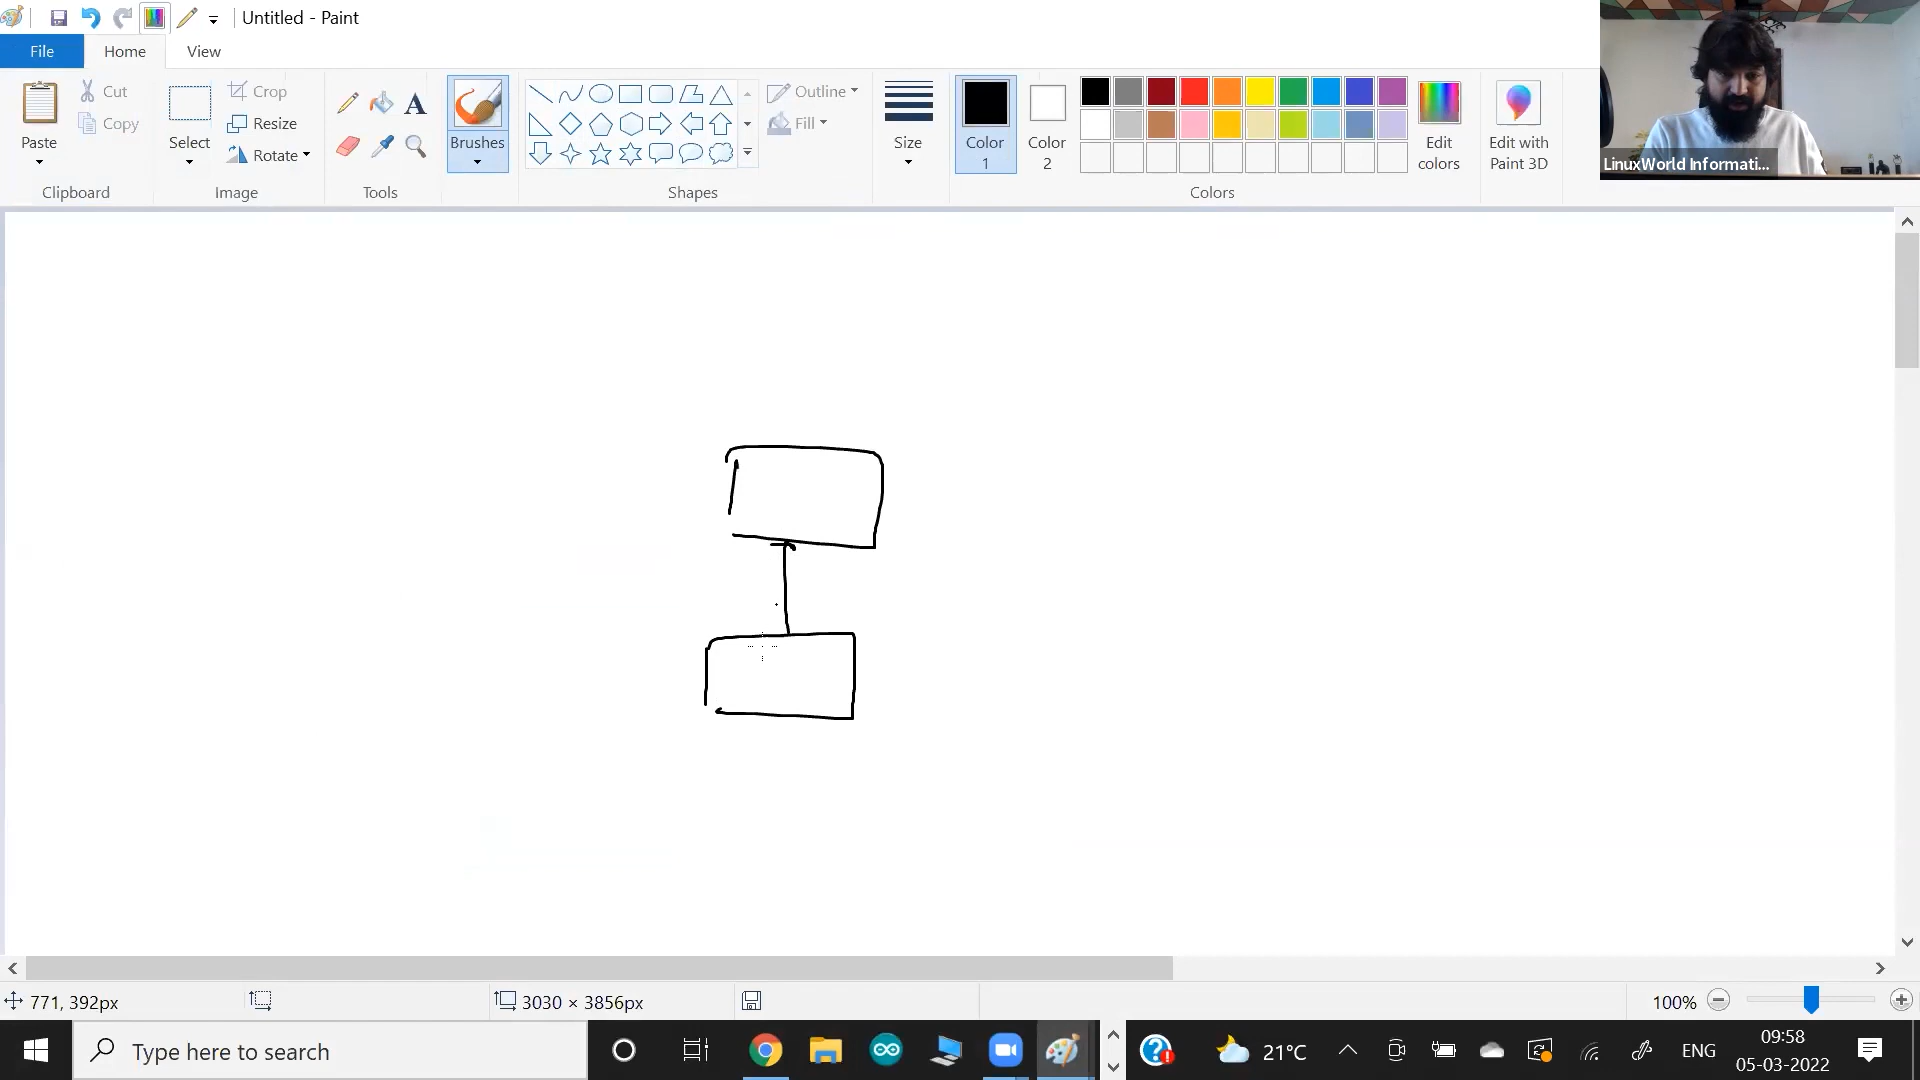 Untitled - Paint
File
Home
View
Paste
Cut
Copy
Clipboard
Select
Crop
Resize
Rotate
Image
A
Tools
Brushes
Outline
Fill
Shapes
Size
Color 1
Color 2
Edit colors
Colors
Edit with Paint 3D
LinuxWorld Informati...
771, 392px
3030 × 3856px
100%
Type here to search
21°C
ENG
09:58
05-03-2022